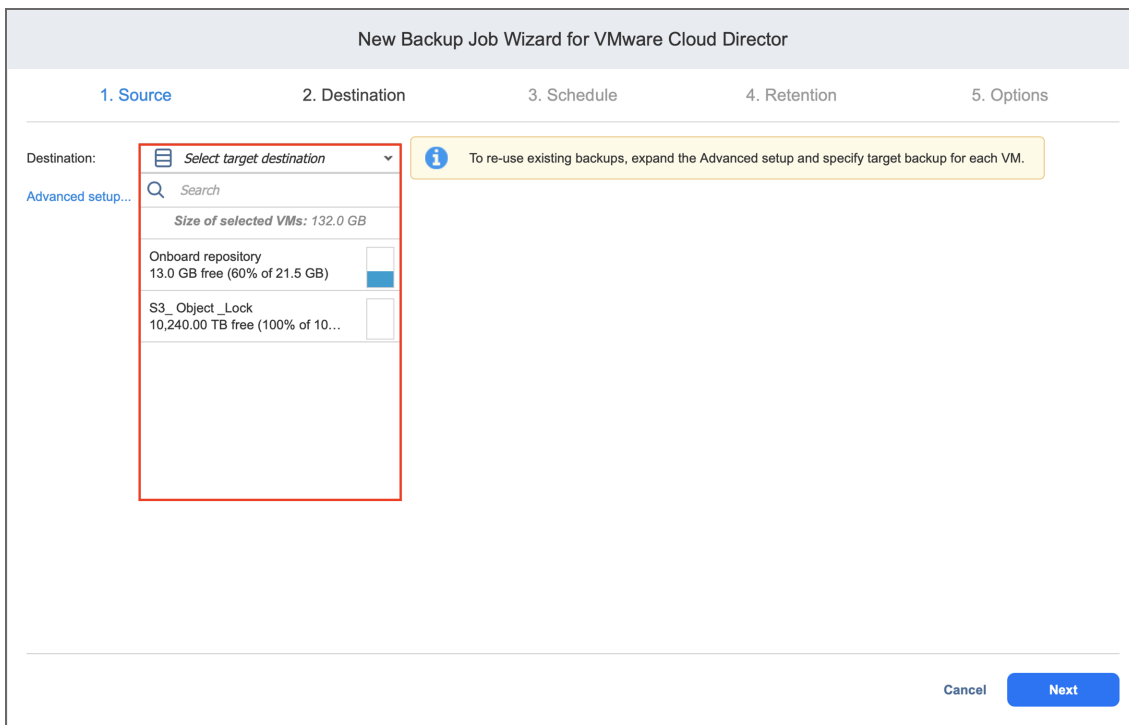 New Backup Job Wizard for VMware Cloud Director
1. Source 2. Destination 3. Schedule 4. Retention 5. Options
Destination: Select target destination
To re-use existing backups, expand the Advanced setup and specify target backup for each VM.
Advanced setup...
Search
Size of selected VMs: 132.0 GB
Onboard repository
13.0 GB free (60% of 21.5 GB)
S3_ Object _Lock
10,240.00 TB free (100% of 10...
Cancel Next